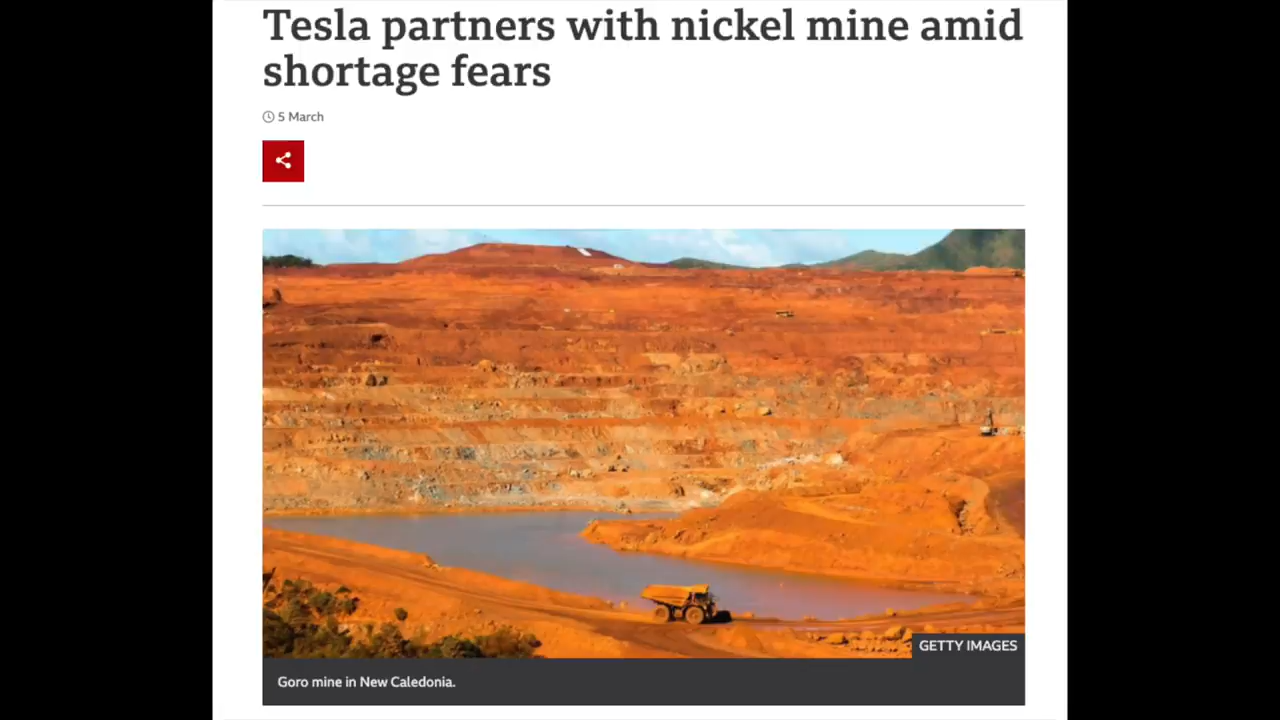 Tesla partners with nickel mine amid
shortage fears
5 March
GETTY IMAGES
Goro mine in New Caledonia.